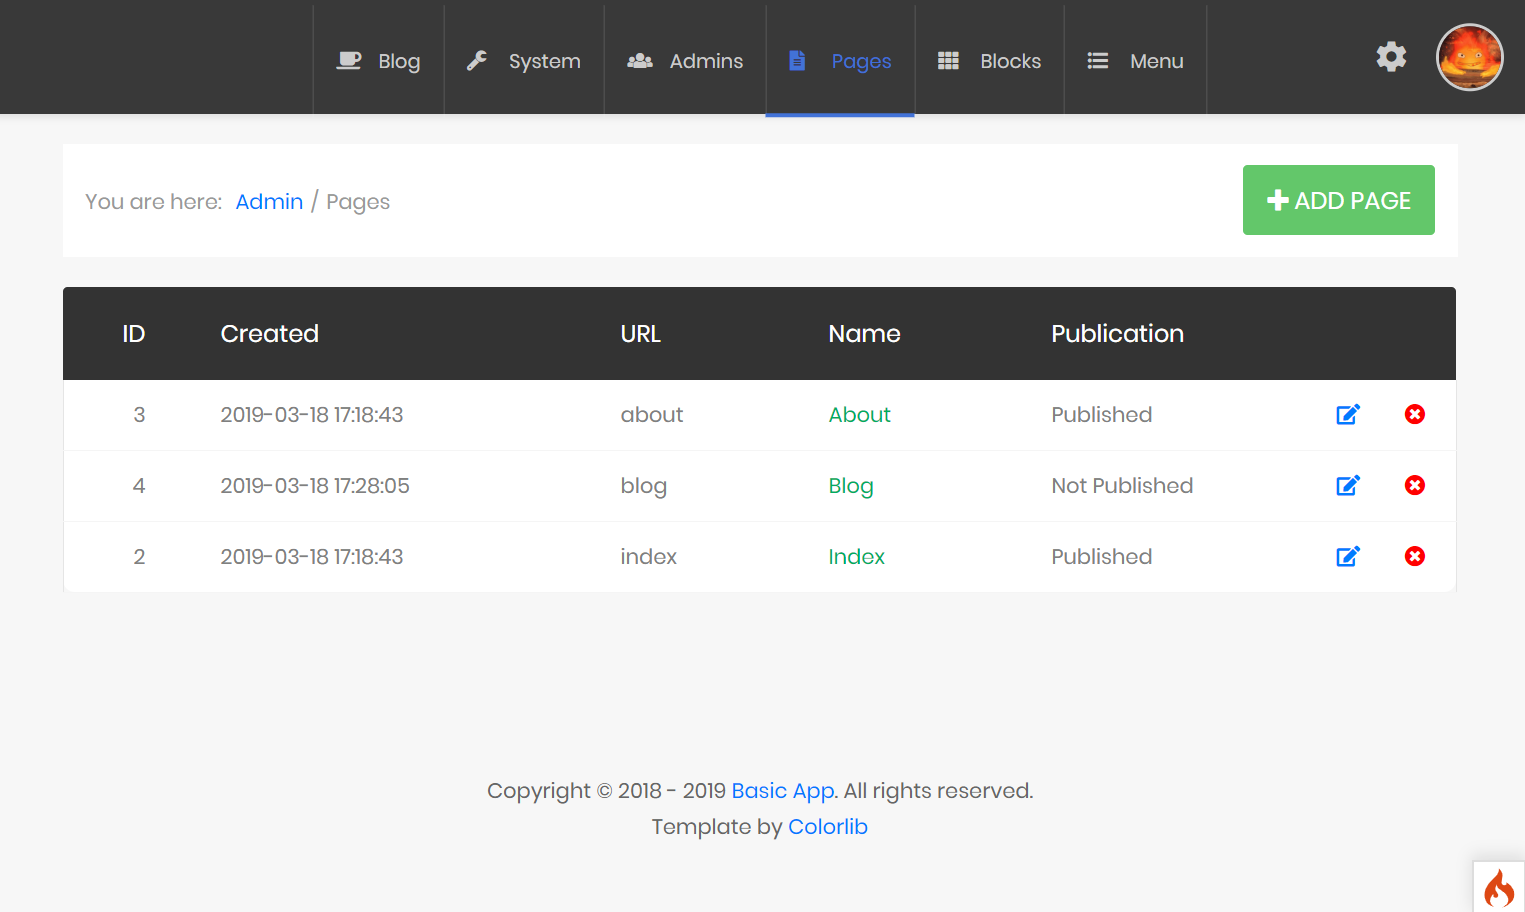 Blog System Admins Pages Blocks Menu
You are here: Admin / Pages
ADD PAGE
ID Created URL Name Publication
3 2019-03-18 17:18:43 about About Published
4 2019-03-18 17:28:05 blog Blog Not Published
2 2019-03-18 17:18:43 index Index Published
Copyright © 2018 - 2019 Basic App. All rights reserved.
Template by Colorlib